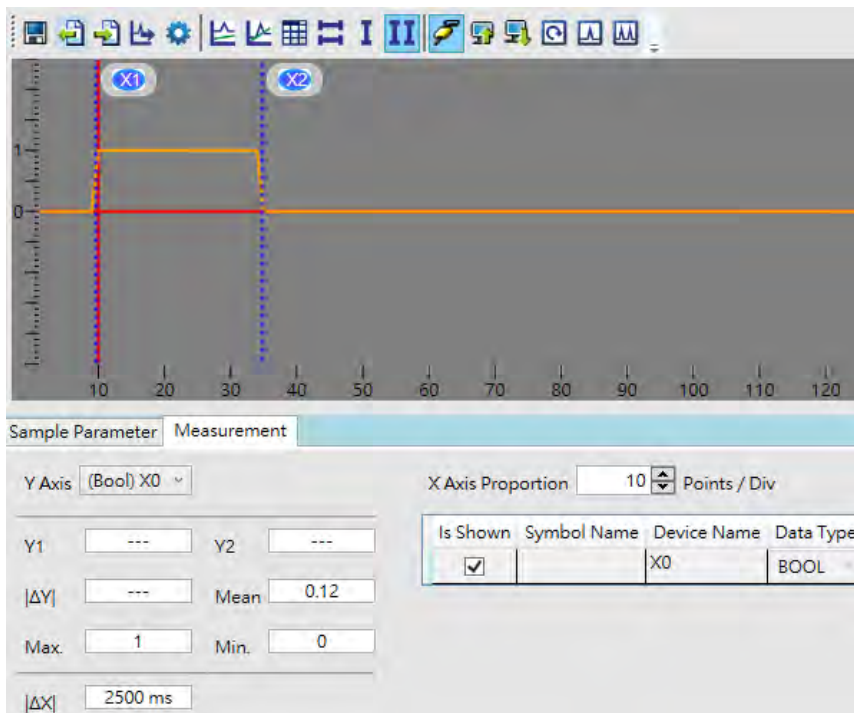 X1 X2
1
0
10 20 30 40 50 60 70 80 90 100 110 120
Sample Parameter Measurement
Y Axis (Bool) X0
X Axis Proportion 10 Points / Div
Y1 --- Y2 ---
|ΔY| --- Mean 0.12
Max. 1 Min. 0
|ΔX| 2500 ms
Is Shown Symbol Name Device Name Data Type
X0 BOOL